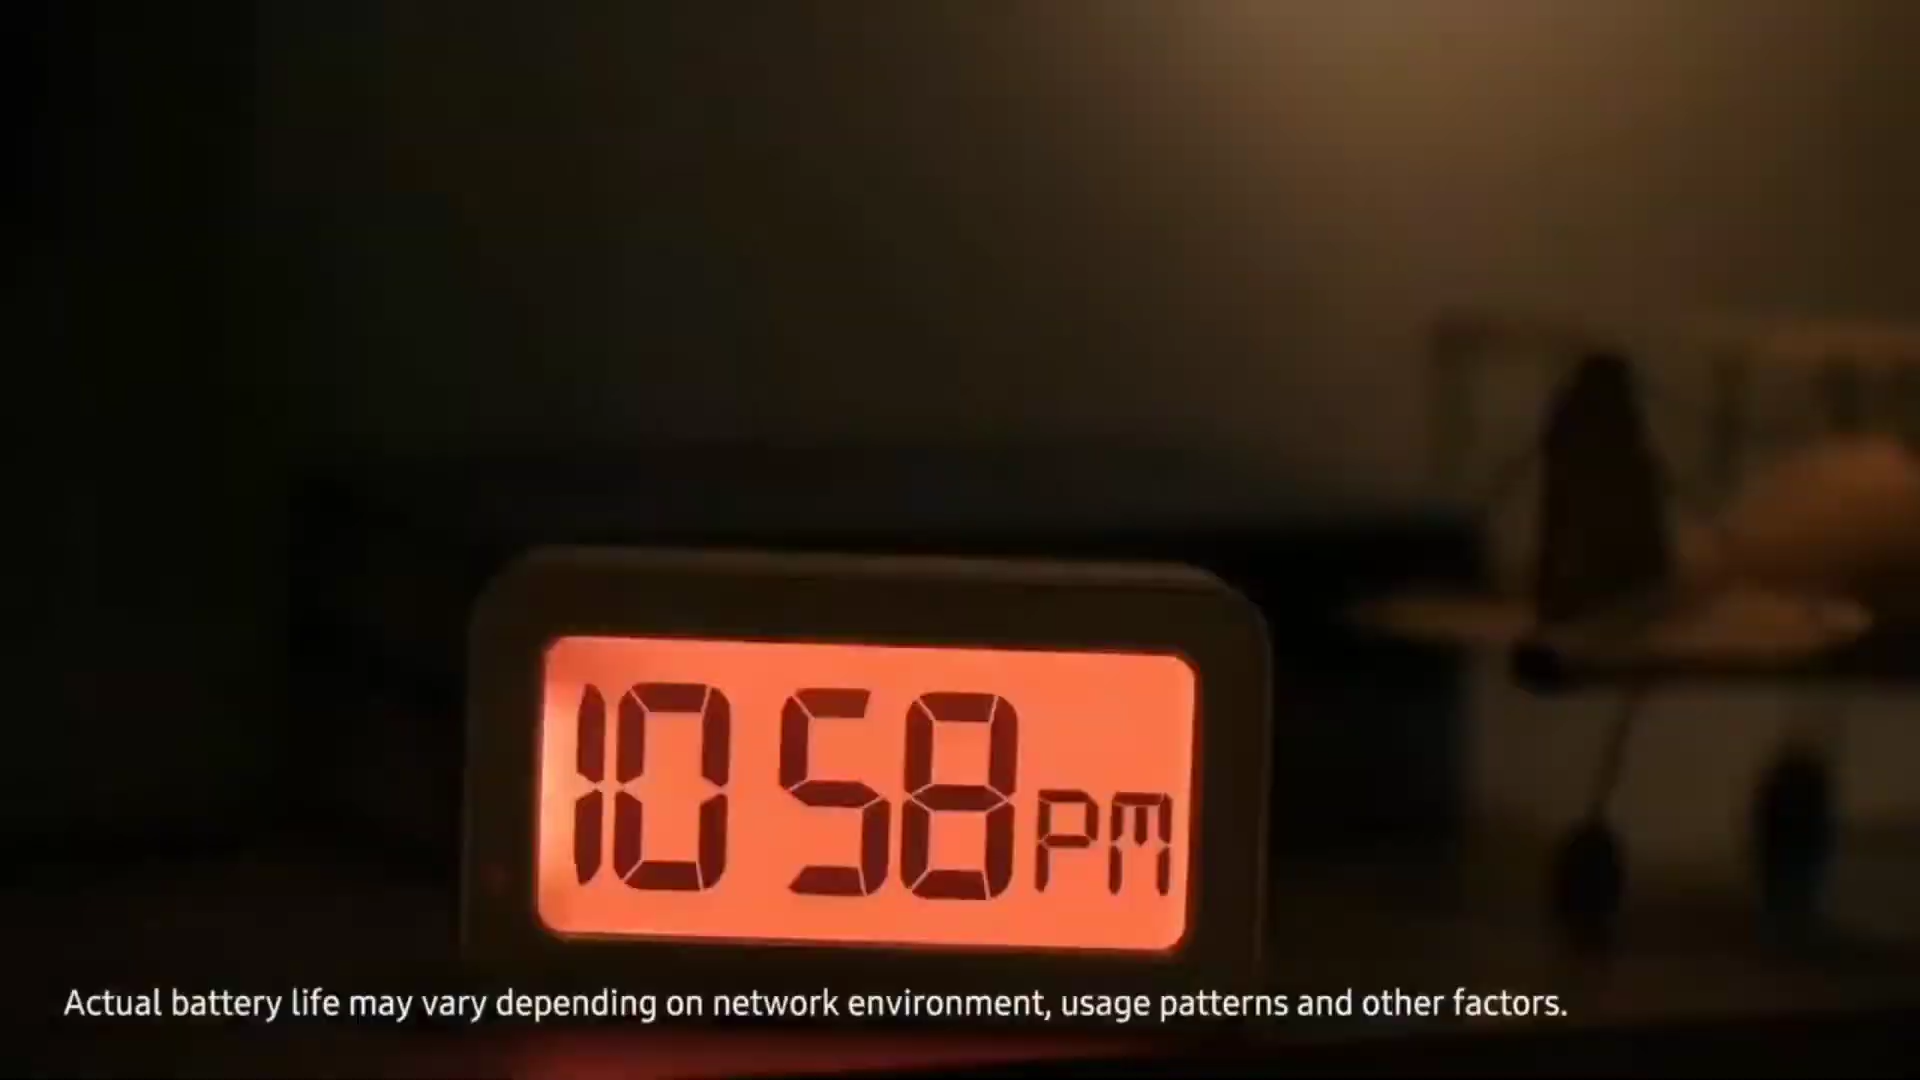 10 58 PM
Actual battery life may vary depending on network environment, usage patterns and other factors.